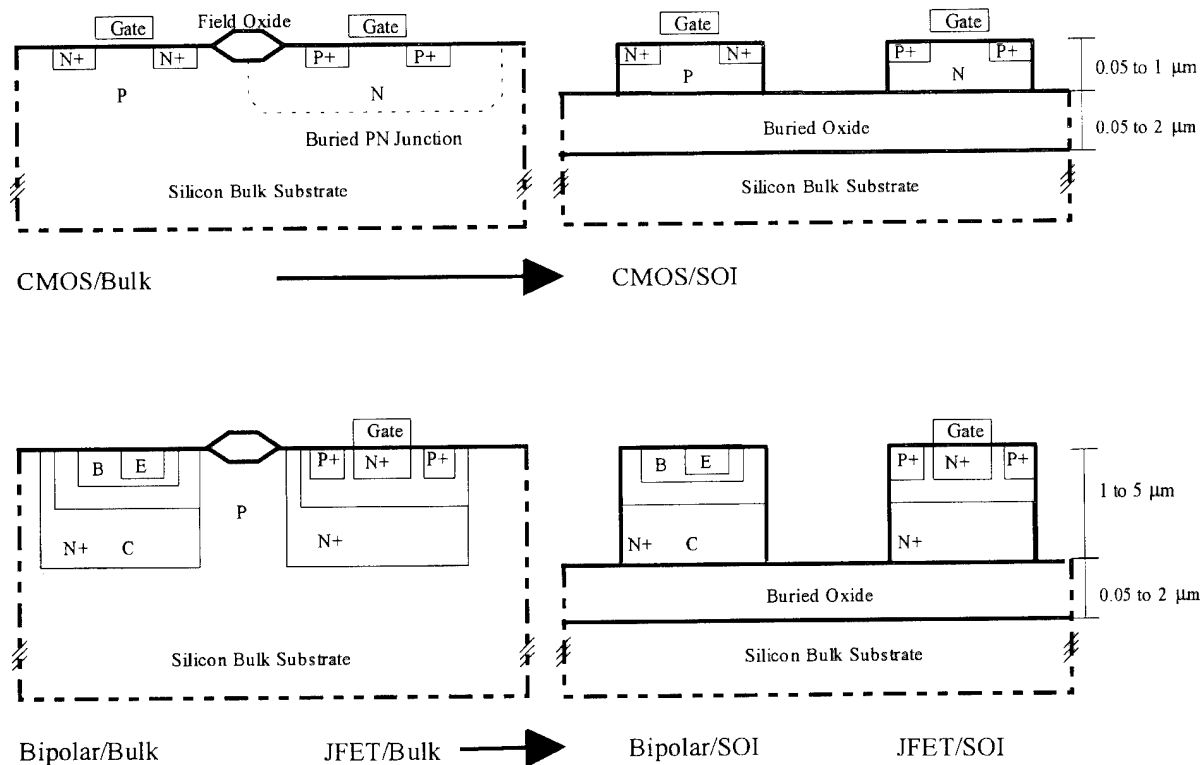 Gate
Field Oxide
Gate
N+
N+
P+
P+
P
N
Buried PN Junction
Silicon Bulk Substrate
Gate
Gate
N+
N+
P+
P+
P
N
0.05 to 1 μm
Buried Oxide
0.05 to 2 μm
Silicon Bulk Substrate
CMOS/Bulk
CMOS/SOI
Gate
B
E
P+
N+
P+
P
N+
C
N+
Silicon Bulk Substrate
Gate
B
E
P+
N+
P+
1 to 5 μm
N+
C
N+
Buried Oxide
0.05 to 2 μm
Silicon Bulk Substrate
Bipolar/Bulk
JFET/Bulk
Bipolar/SOI
JFET/SOI